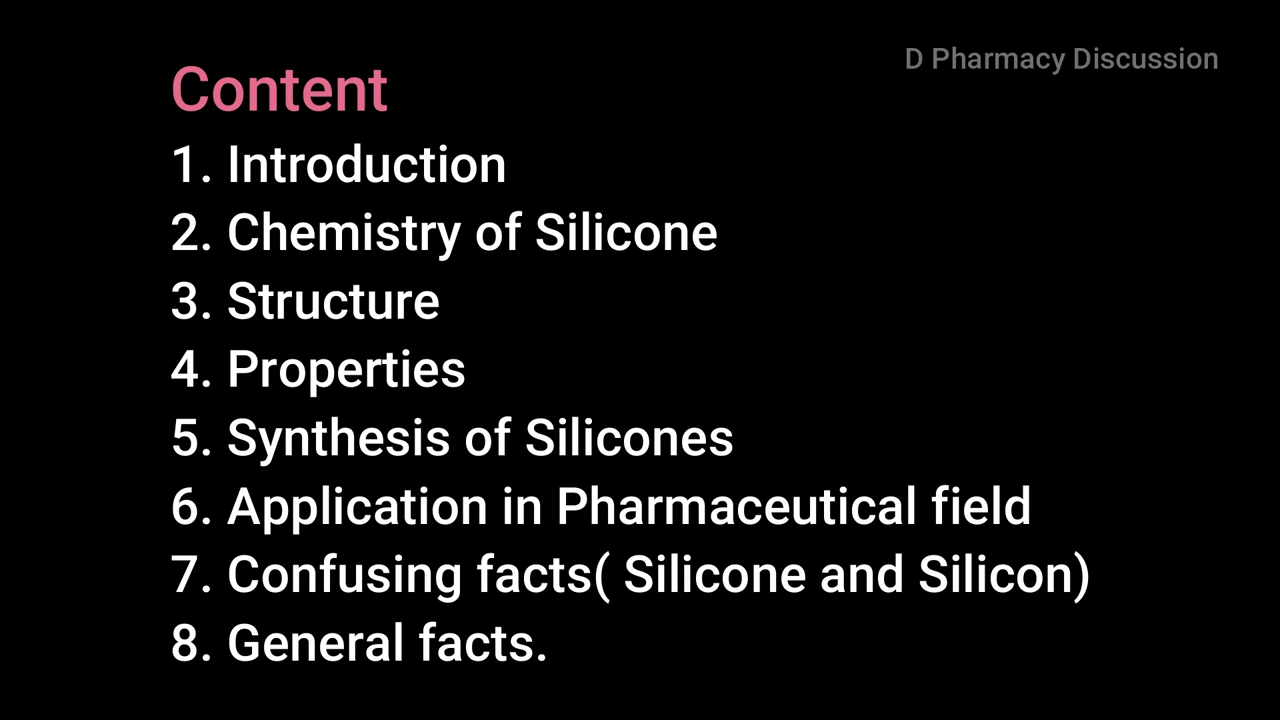 D Pharmacy Discussion
Content
1. Introduction
2. Chemistry of Silicone
3. Structure
4. Properties
5. Synthesis of Silicones
6. Application in Pharmaceutical field
7. Confusing facts( Silicone and Silicon)
8. General facts.